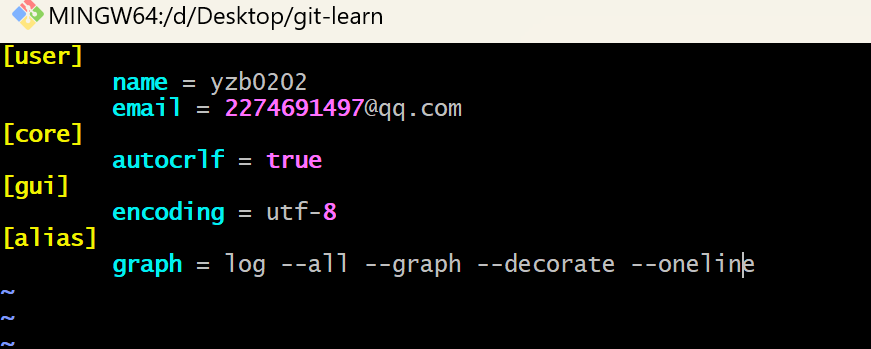 MINGW64:/d/Desktop/git-learn
[user]
name = yzb0202
email = 2274691497@qq.com
[core]
autocrlf = true
[gui]
encoding = utf-8
[alias]
graph = log --all --graph --decorate --oneline
~
~
~